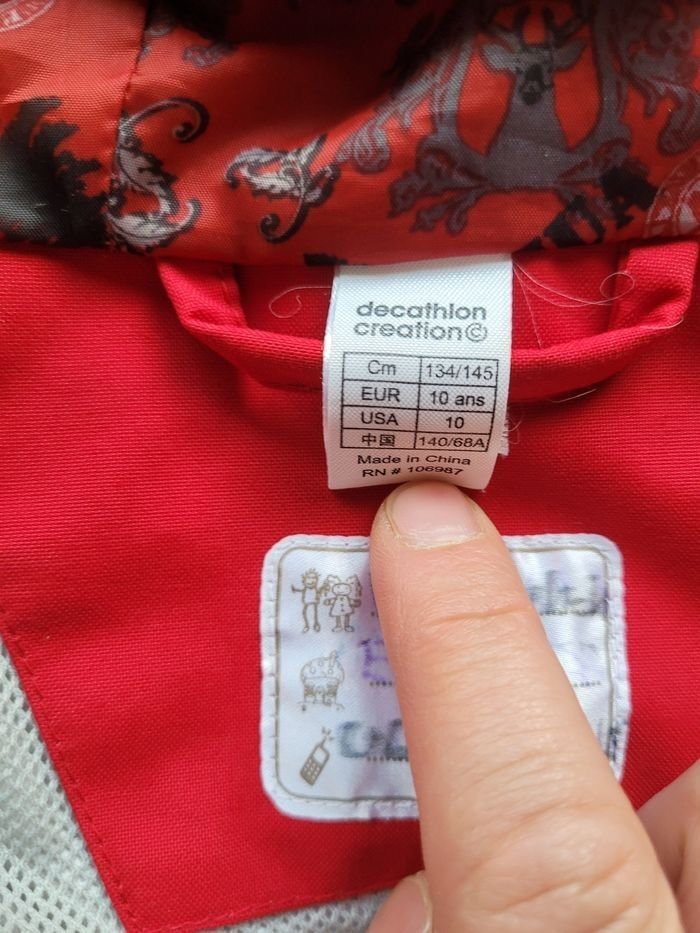 decathlon
creation©
Cm 134/145
EUR 10 ans
USA 10
中国 140/68A
Made in China
RN # 106987